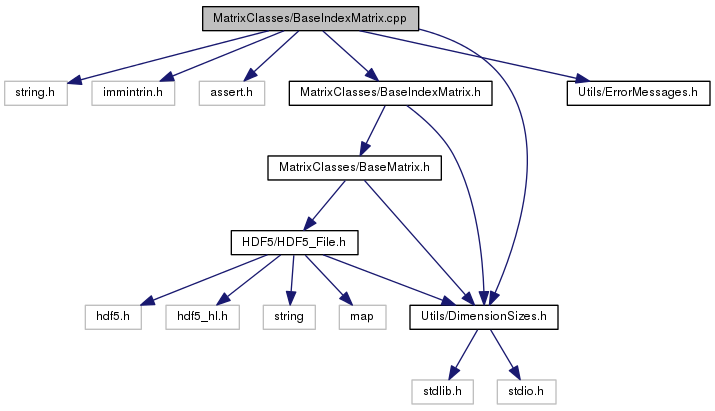 MatrixClasses/BaseIndexMatrix.cpp
string.h
immintrin.h
assert.h
MatrixClasses/BaseIndexMatrix.h
Utils/ErrorMessages.h
MatrixClasses/BaseMatrix.h
HDF5/HDF5_File.h
hdf5.h
hdf5_hl.h
string
map
Utils/DimensionSizes.h
stdlib.h
stdio.h